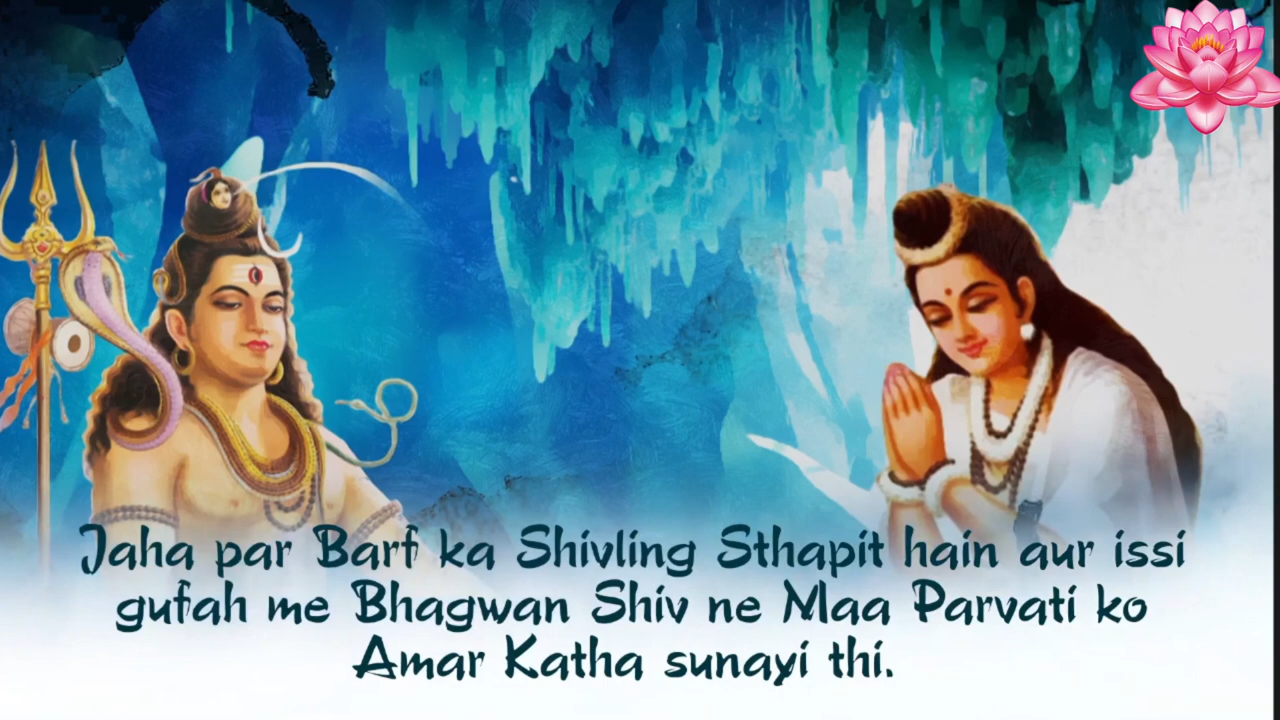 Jaha par Barf ka Shivling Sthapit hain aur issi
gufah me Bhagwan Shiv ne Maa Parvati ko
Amar Katha sunayi thi.